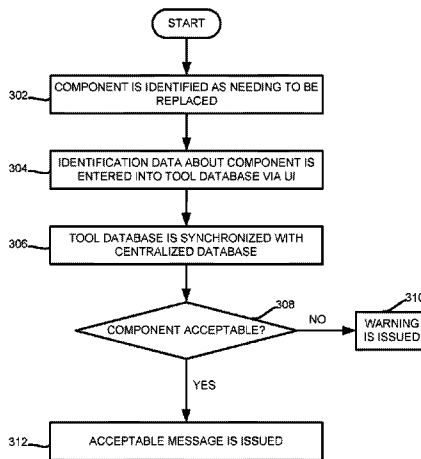 START
302
COMPONENT IS IDENTIFIED AS NEEDING TO BE
REPLACED
304
IDENTIFICATION DATA ABOUT COMPONENT IS
ENTERED INTO TOOL DATABASE VIA UI
306
TOOL DATABASE IS SYNCHRONIZED WITH
CENTRALIZED DATABASE
308
COMPONENT ACCEPTABLE?
NO
310
WARNING
IS ISSUED
YES
312
ACCEPTABLE MESSAGE IS ISSUED